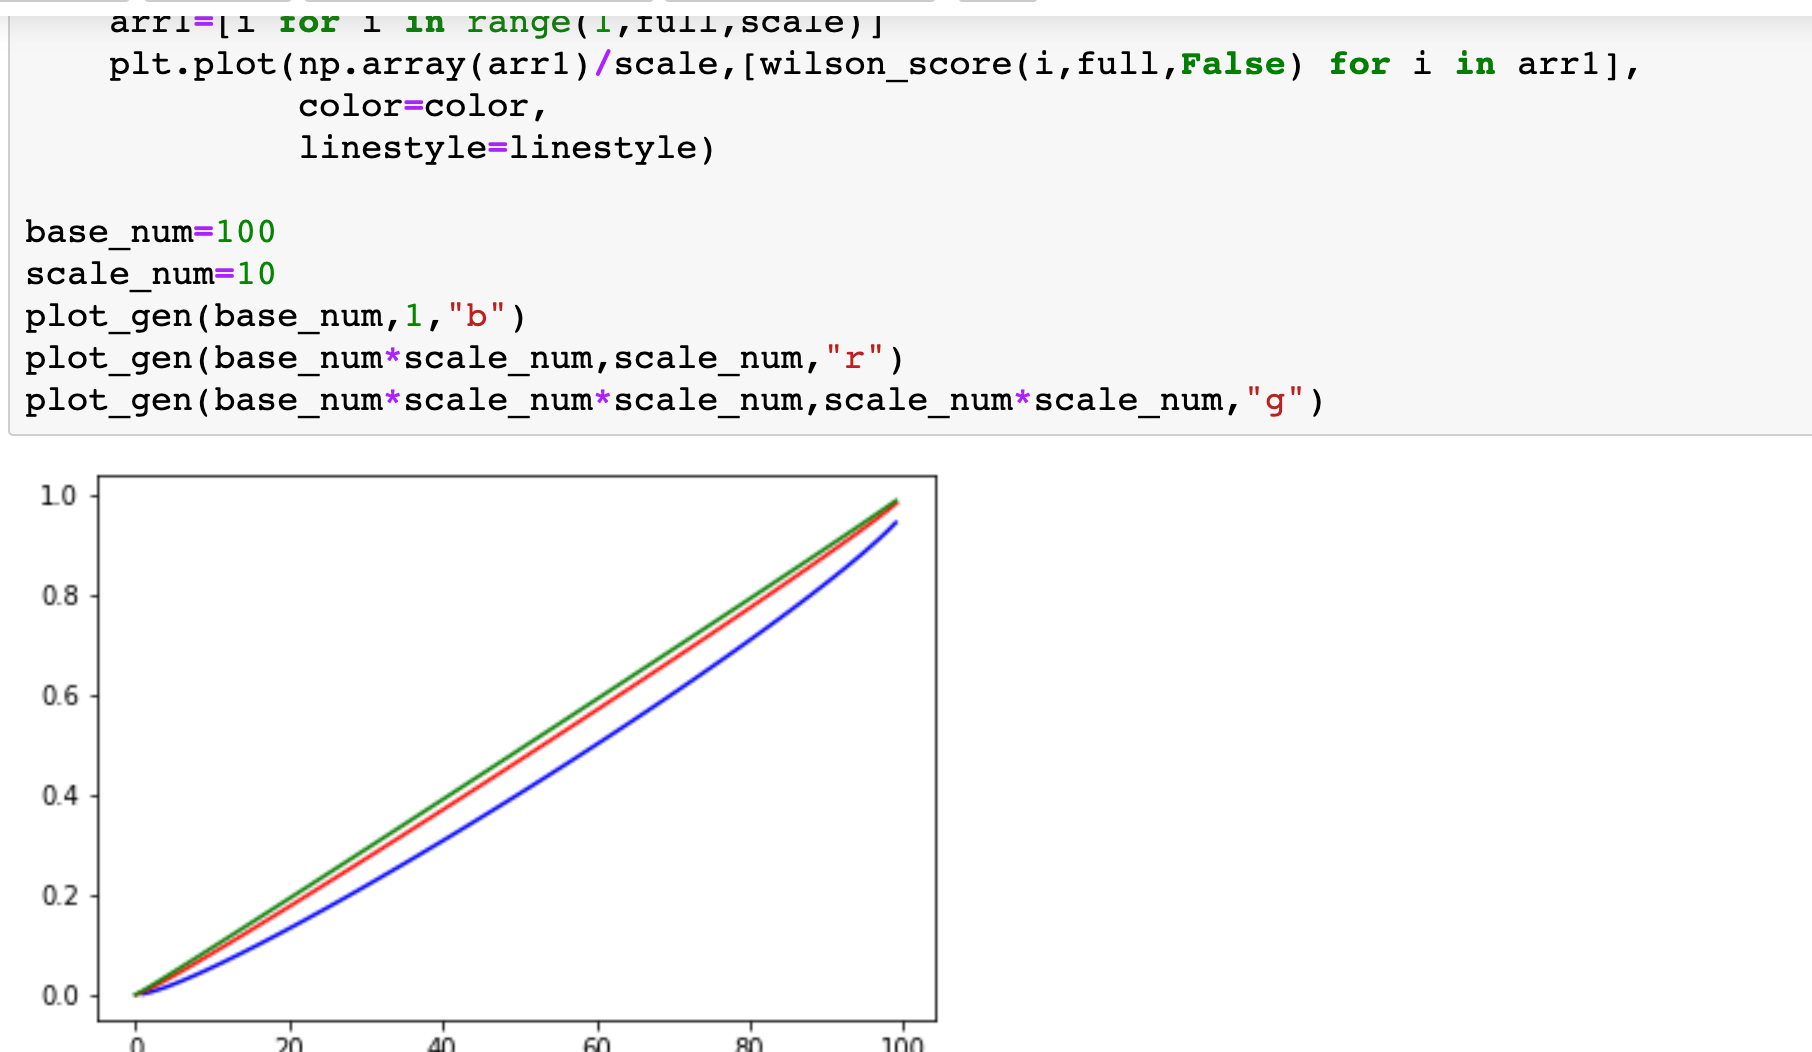 arr1=[i for i in range(1,full,scale)]
plt.plot(np.array(arr1)/scale,[wilson_score(i,full,False) for i in arr1],
color=color,
linestyle=linestyle)
base_num=100
scale_num=10
plot_gen(base_num,1,"b")
plot_gen(base_num*scale_num,scale_num,"r")
plot_gen(base_num*scale_num*scale_num,scale_num*scale_num,"g")
1.0
0.8
0.6
0.4
0.2
0.0
0 20 40 60 80 100